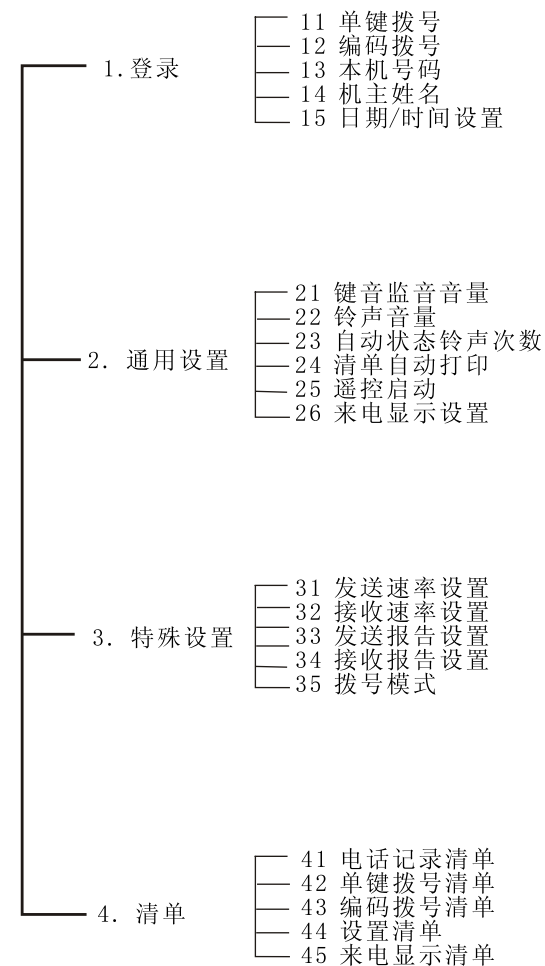 1.登录
11 单键拨号
12 编码拨号
13 本机号码
14 机主姓名
15 日期/时间设置
2. 通用设置
21 键音监音音量
22 铃声音量
23 自动状态铃声次数
24 清单自动打印
25 遥控启动
26 来电显示设置
3. 特殊设置
31 发送速率设置
32 接收速率设置
33 发送报告设置
34 接收报告设置
35 拨号模式
4. 清单
41 电话记录清单
42 单键拨号清单
43 编码拨号清单
44 设置清单
45 来电显示清单